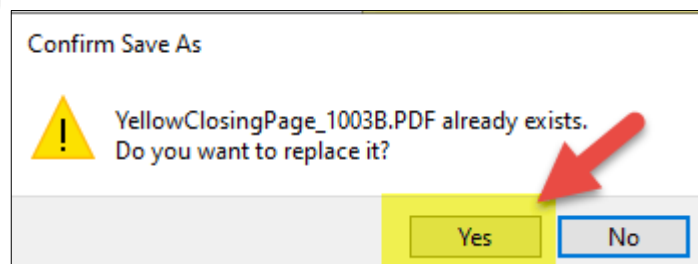 Confirm Save As
!
YellowClosingPage_1003B.PDF already exists.
Do you want to replace it?
Yes
No